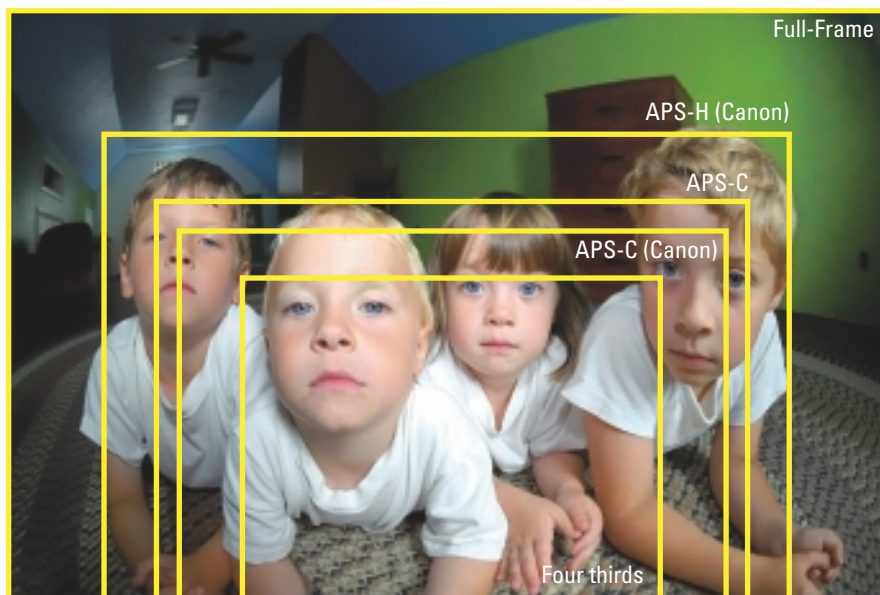 Full-Frame
APS-H (Canon)
APS-C
APS-C (Canon)
Four thirds